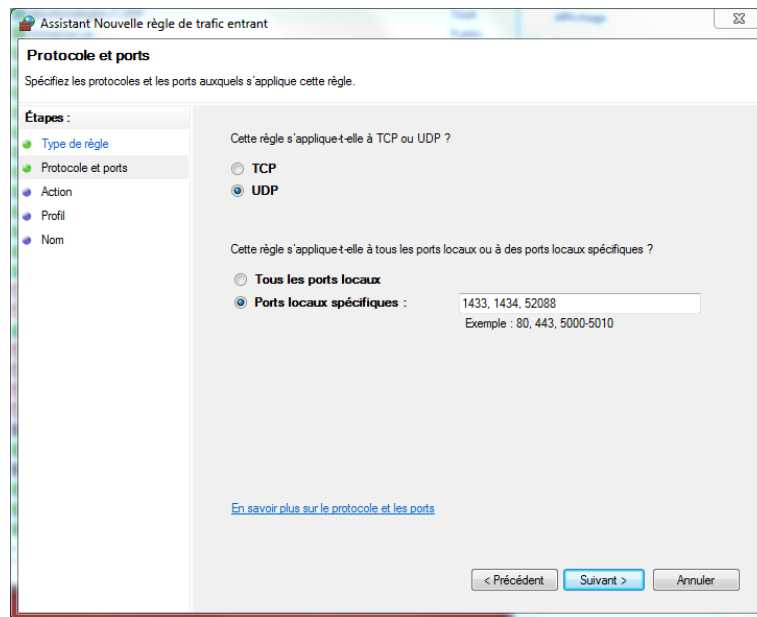 Assistant Nouvelle règle de trafic entrant
Protocole et ports
Spécifiez les protocoles et les ports auxquels s'applique cette règle.
Étapes :
Type de règle
Protocole et ports
Action
Profil
Nom
Cette règle s'applique-t-elle à TCP ou UDP ?
TCP
UDP
Cette règle s'applique-t-elle à tous les ports locaux ou à des ports locaux spécifiques ?
Tous les ports locaux
Ports locaux spécifiques :
1433, 1434, 52088
Exemple : 80, 443, 5000-5010
En savoir plus sur le protocole et les ports
< Précédent
Suivant >
Annuler